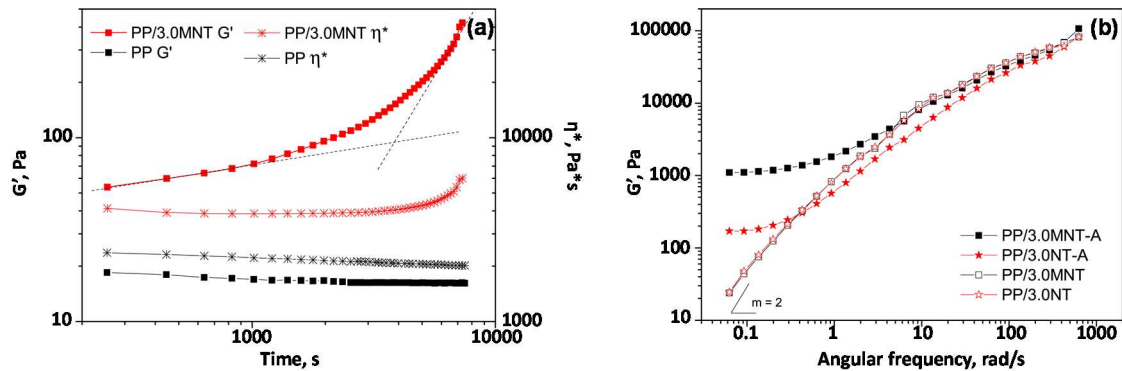 PP/3.0MNT G' PP/3.0MNT η*
PP G' PP η*
(a)
100
10
G’, Pa
10000
1000
η*, Pa*s
1000 10000
Time, s
(b)
100000
10000
1000
100
10
G’, Pa
PP/3.0MNT-A
PP/3.0NT-A
PP/3.0MNT
PP/3.0NT
m = 2
0.1 1 10 100 1000
Angular frequency, rad/s